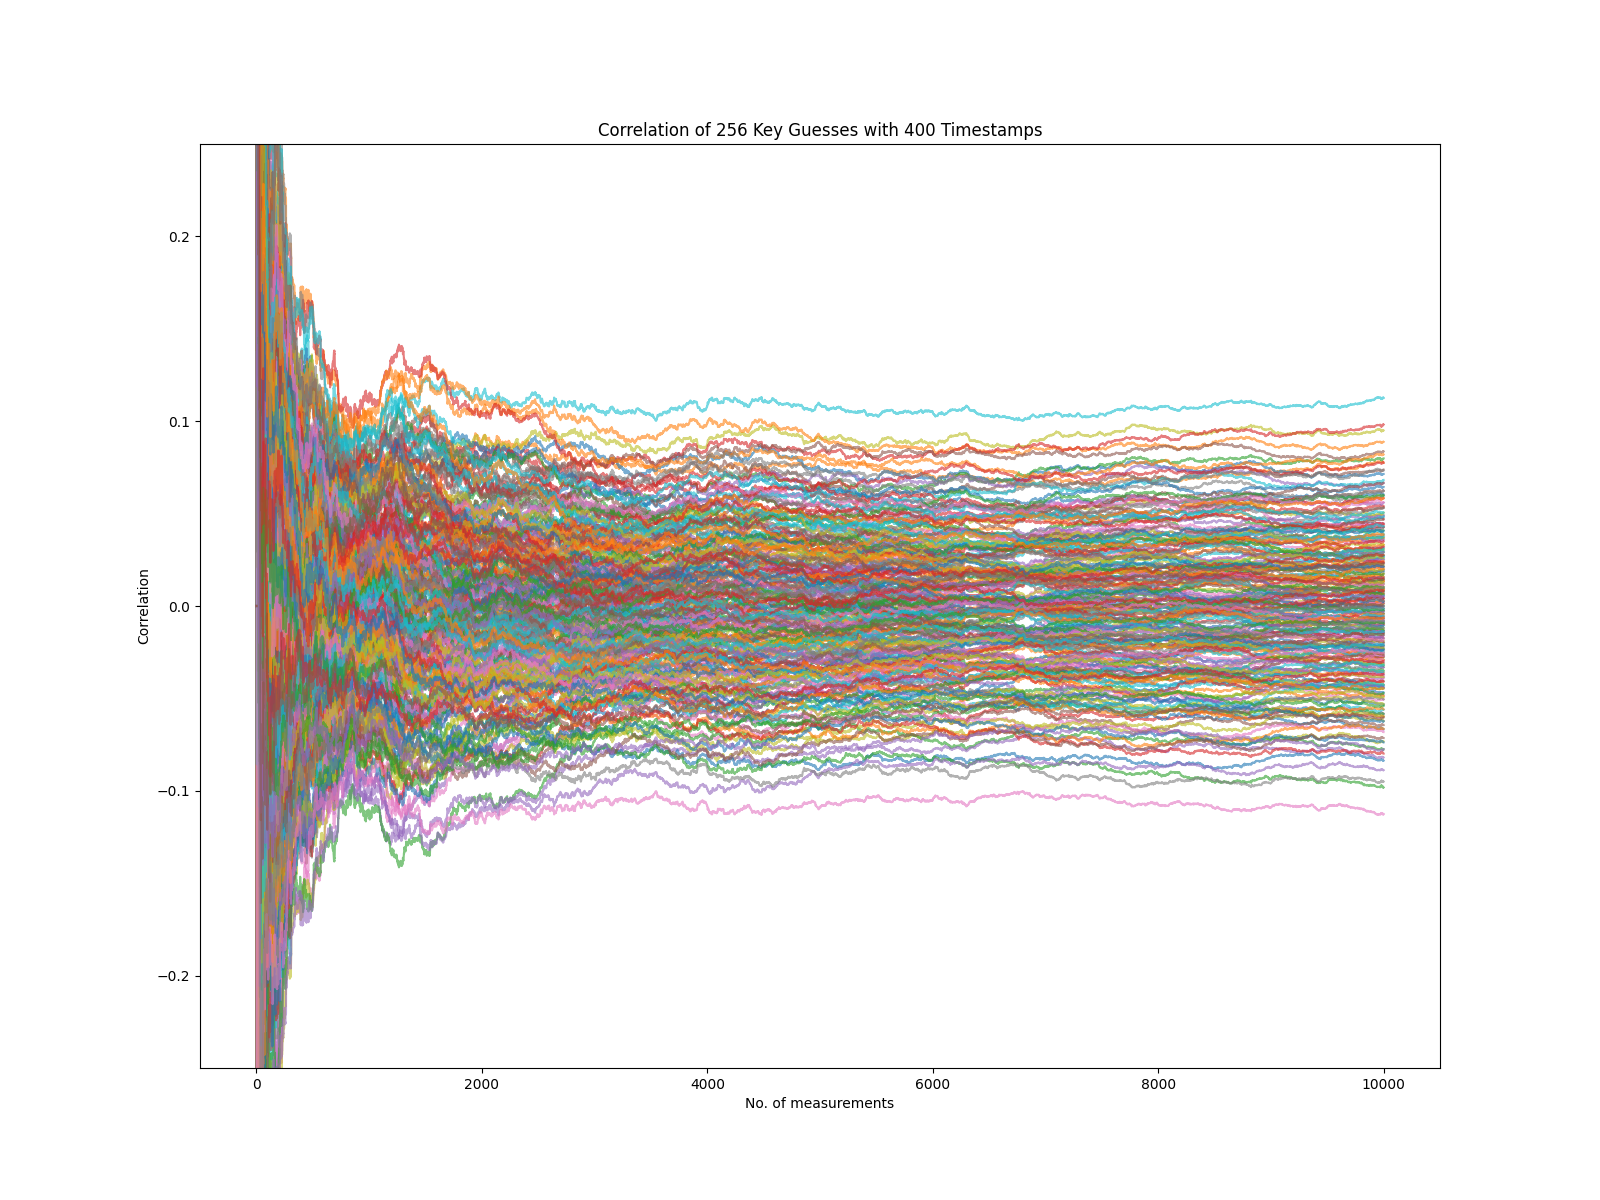 Correlation of 256 Key Guesses with 400 Timestamps
0.2
0.1
0.0
−0.1
−0.2
Correlation
0 2000 4000 6000 8000 10000
No. of measurements